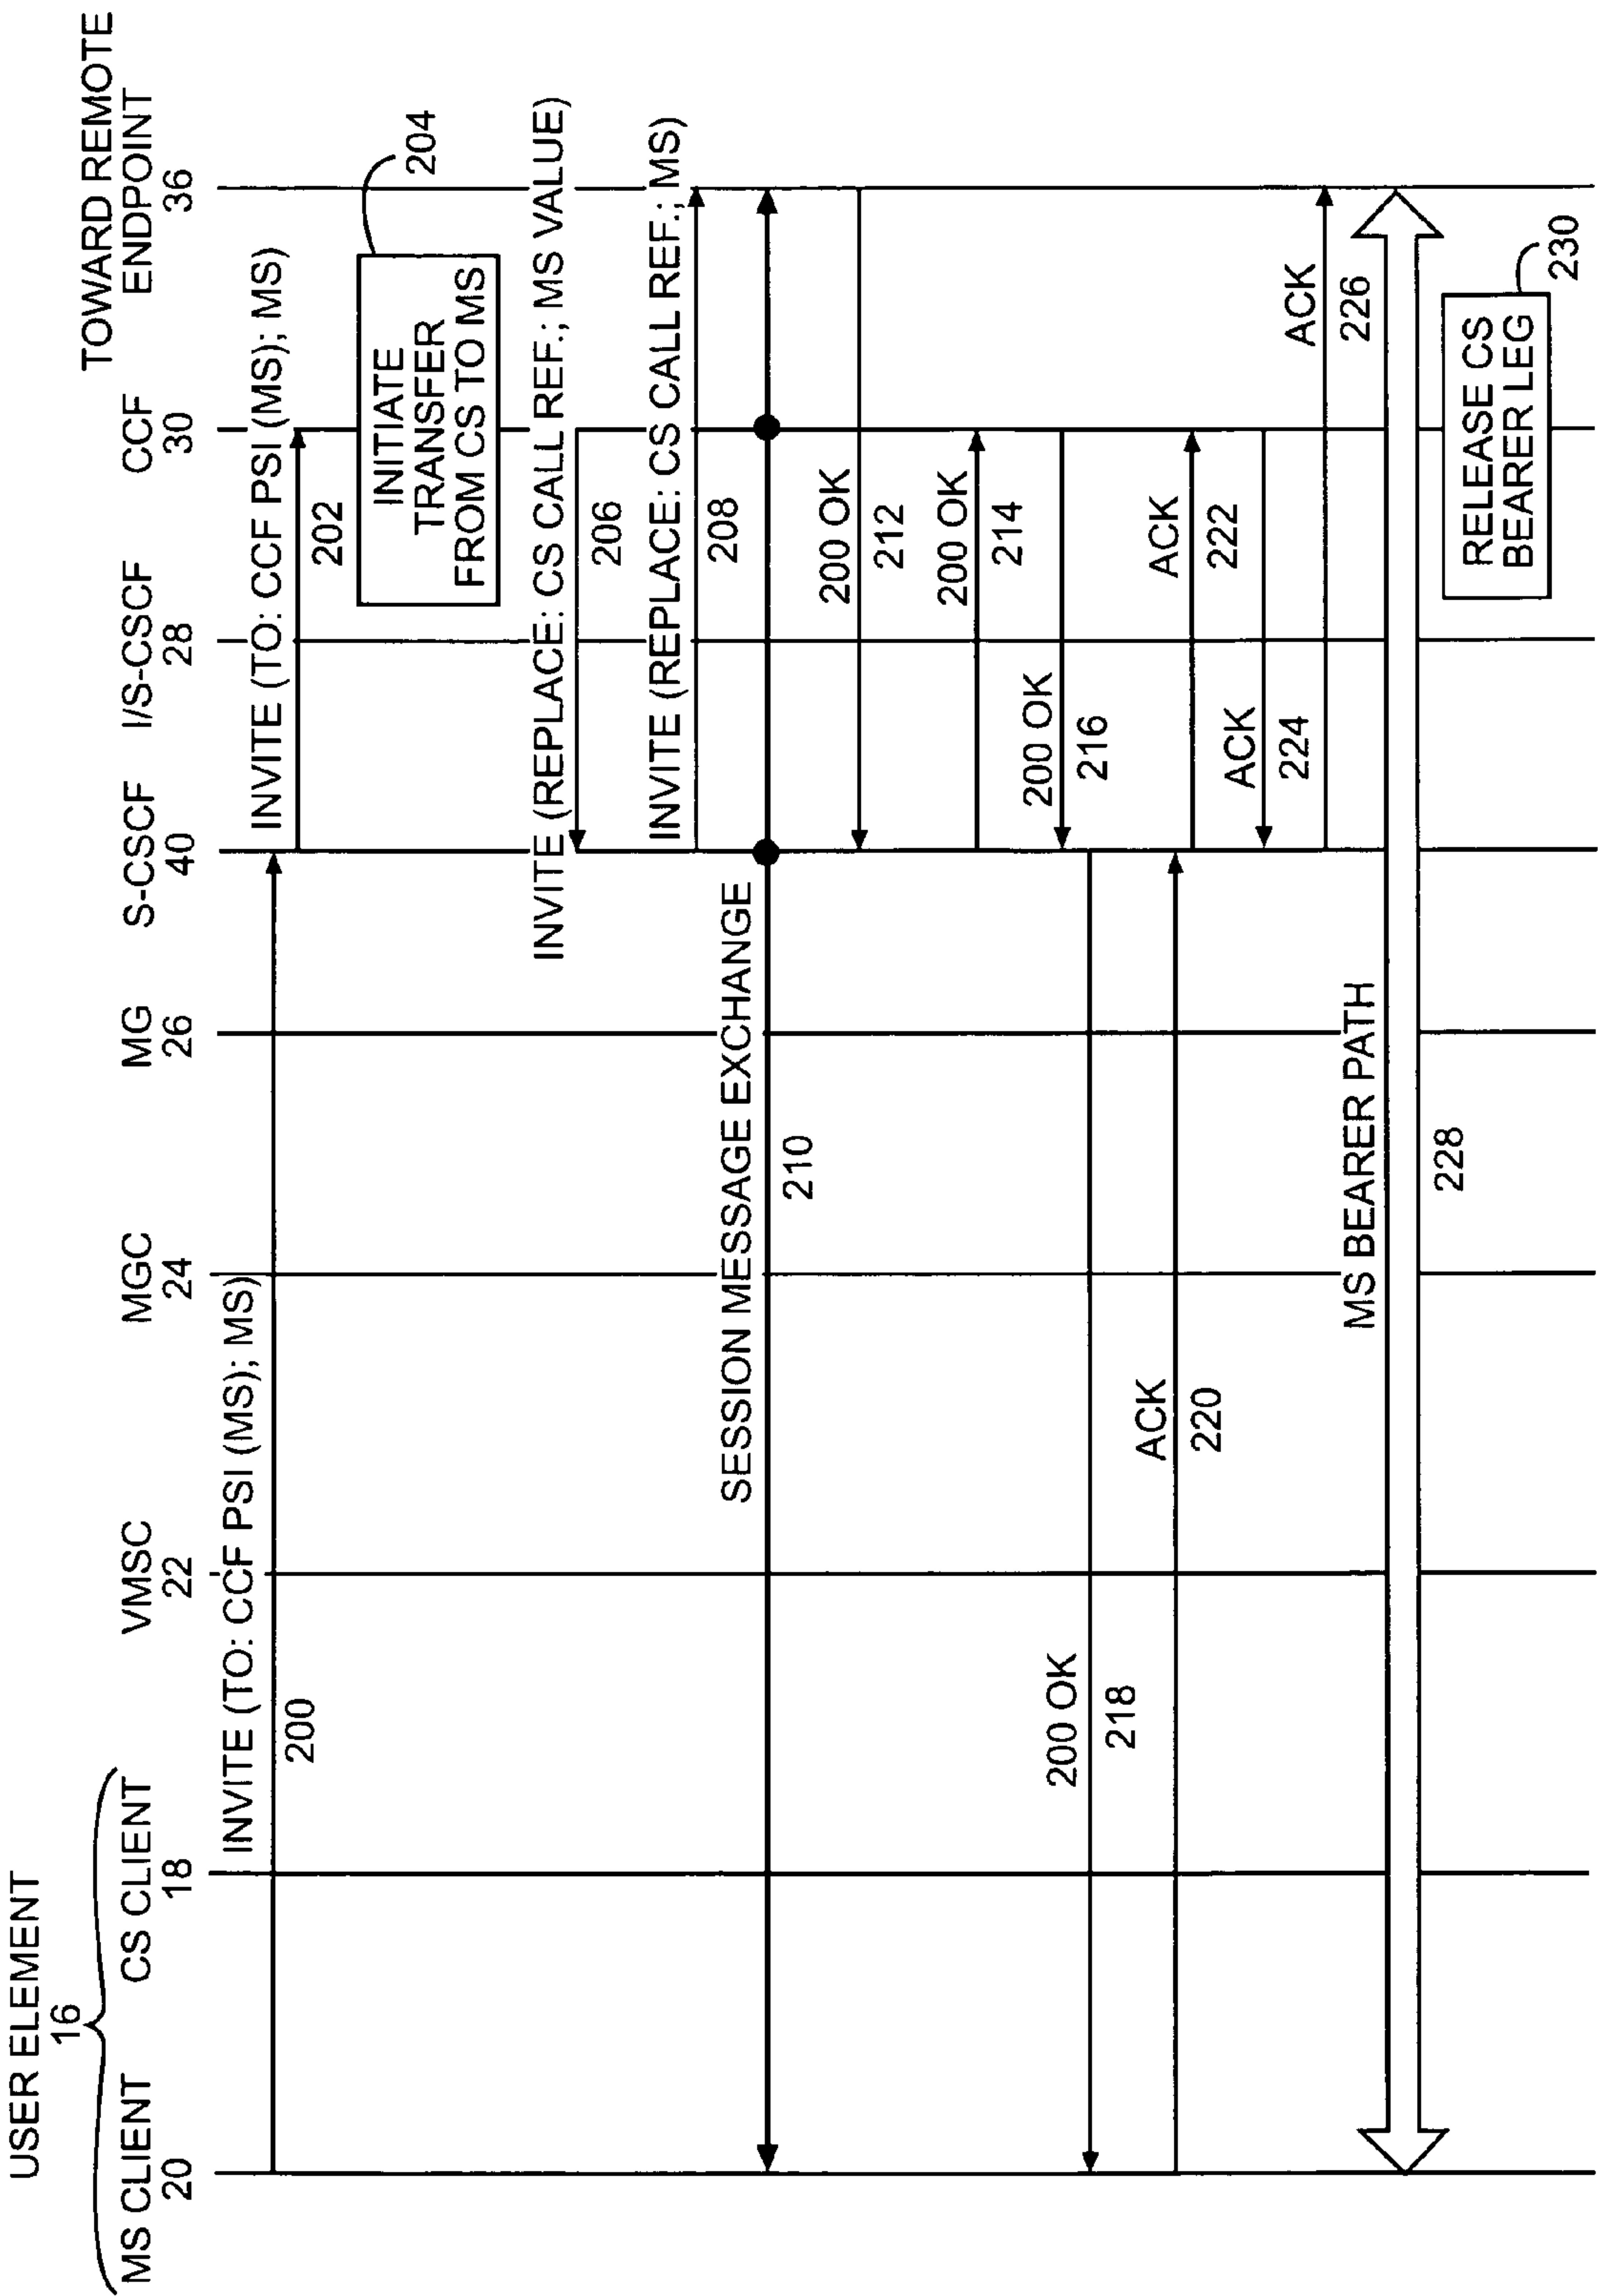 USER ELEMENT
16
MS CLIENT
20
CS CLIENT
18
VMSC
22
MGC
24
MG
26
S-CSCF
40
I/S-CSCF
28
CCF
30
TOWARD REMOTE
ENDPOINT
36
INVITE (TO: CCF PSI (MS); MS)
200
INVITE (TO: CCF PSI (MS); MS)
202
INITIATE
TRANSFER
FROM CS TO MS
204
INVITE (REPLACE: CS CALL REF.; MS VALUE)
206
INVITE (REPLACE: CS CALL REF.; MS)
208
SESSION MESSAGE EXCHANGE
210
200 OK
212
200 OK
214
200 OK
216
200 OK
218
ACK
220
ACK
222
ACK
224
ACK
226
MS BEARER PATH
228
RELEASE CS
BEARER LEG
230